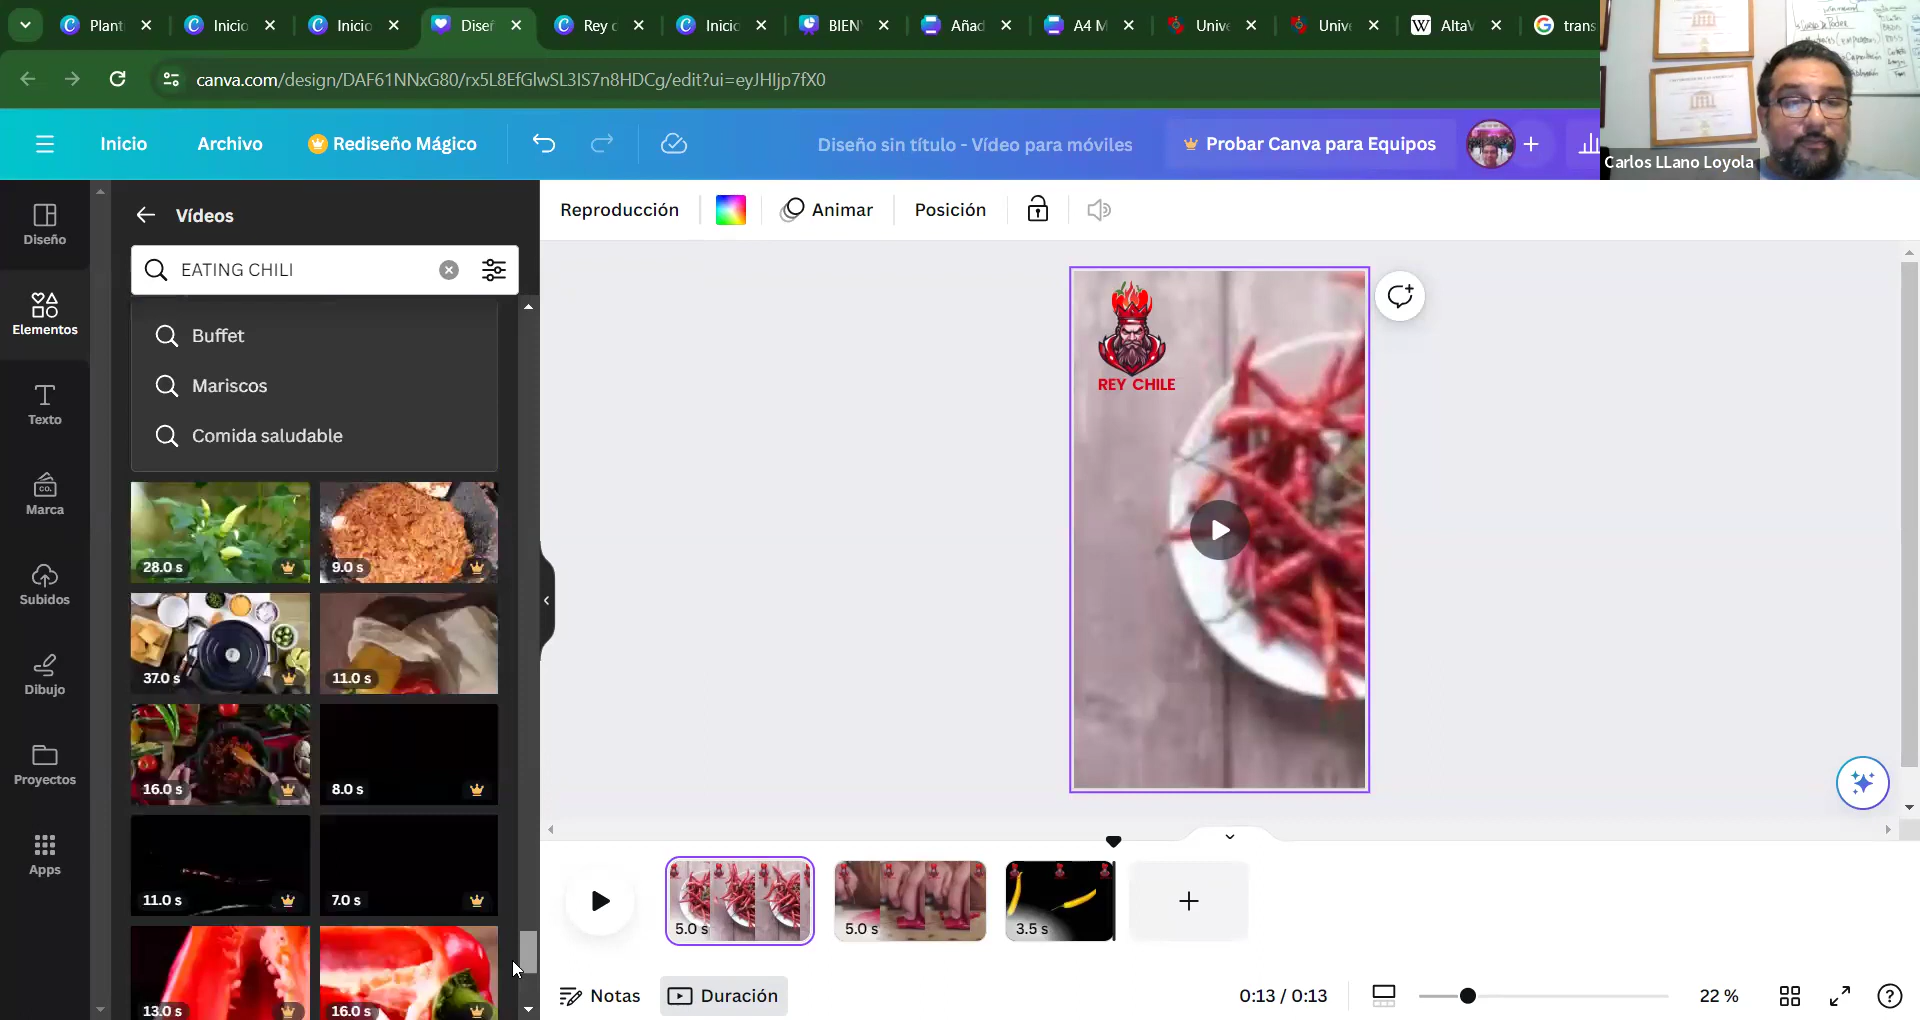 Plant
Inicio
Inicio
Diseñ
Rey c
Inicio
BIEN
Añad
A4 M
Unive
Unive
AltaV
trans
canva.com/design/DAF61NNxG80/rx5L8EfGlwSL3IS7n8HDCg/edit?ui=eyJHIjp7fX0
Inicio
Archivo
Rediseño Mágico
Diseño sin título - Vídeo para móviles
Probar Canva para Equipos
Carlos LLano Loyola
Diseño
Elementos
Texto
CO.
Marca
Subidos
Dibujo
Proyectos
Apps
Vídeos
EATING CHILI
Buffet
Mariscos
Comida saludable
28.0 s
9.0 s
37.0 s
11.0 s
16.0 s
8.0 s
11.0 s
7.0 s
13.0 s
16.0 s
Reproducción
Animar
Posición
REY CHILE
5.0 s
5.0 s
3.5 s
Notas
Duración
0:13 / 0:13
22 %